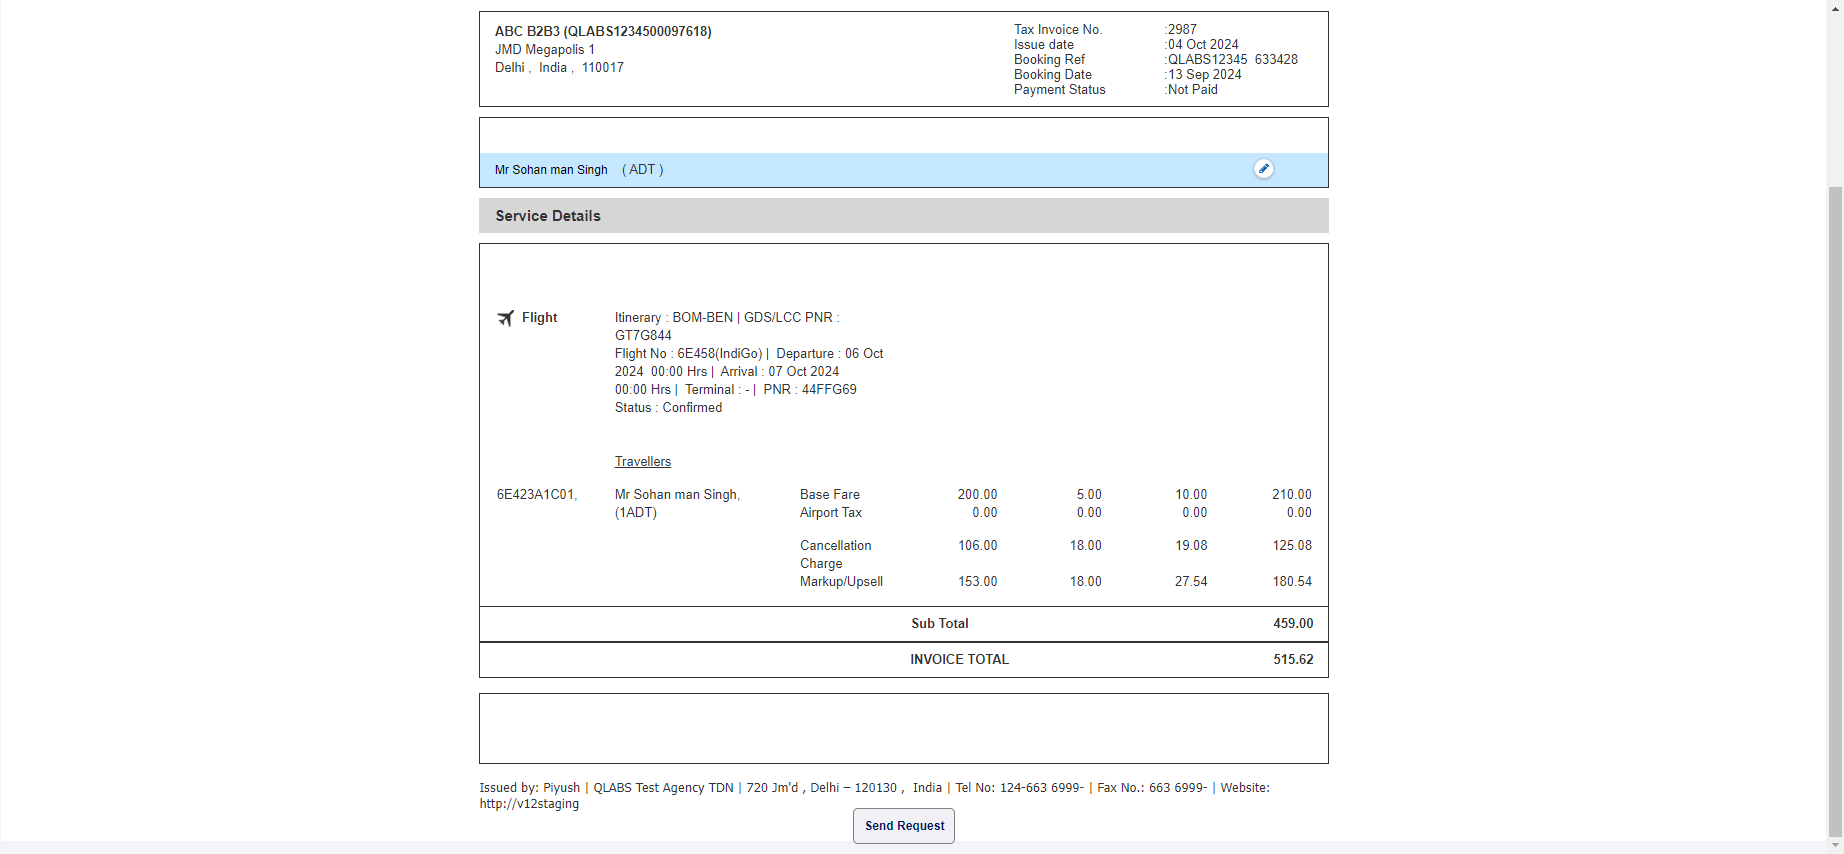 ABC B2B3 (QLABS1234500097618)
JMD Megapolis 1
Delhi , India , 110017
Tax Invoice No. :2987
Issue date :04 Oct 2024
Booking Ref :QLABS12345 633428
Booking Date :13 Sep 2024
Payment Status :Not Paid
Mr Sohan man Singh ( ADT )
Service Details
Flight
Itinerary : BOM-BEN | GDS/LCC PNR :
GT7G844
Flight No : 6E458(IndiGo) | Departure : 06 Oct
2024 00:00 Hrs | Arrival : 07 Oct 2024
00:00 Hrs | Terminal : - | PNR : 44FFG69
Status : Confirmed
Travellers
6E423A1C01, Mr Sohan man Singh, Base Fare 200.00 5.00 10.00 210.00
(1ADT) Airport Tax 0.00 0.00 0.00 0.00
Cancellation 106.00 18.00 19.08 125.08
Charge
Markup/Upsell 153.00 18.00 27.54 180.54
Sub Total 459.00
INVOICE TOTAL 515.62
Issued by: Piyush | QLABS Test Agency TDN | 720 Jm'd , Delhi – 120130 , India | Tel No: 124-663 6999- | Fax No.: 663 6999- | Website:
http://v12staging
Send Request